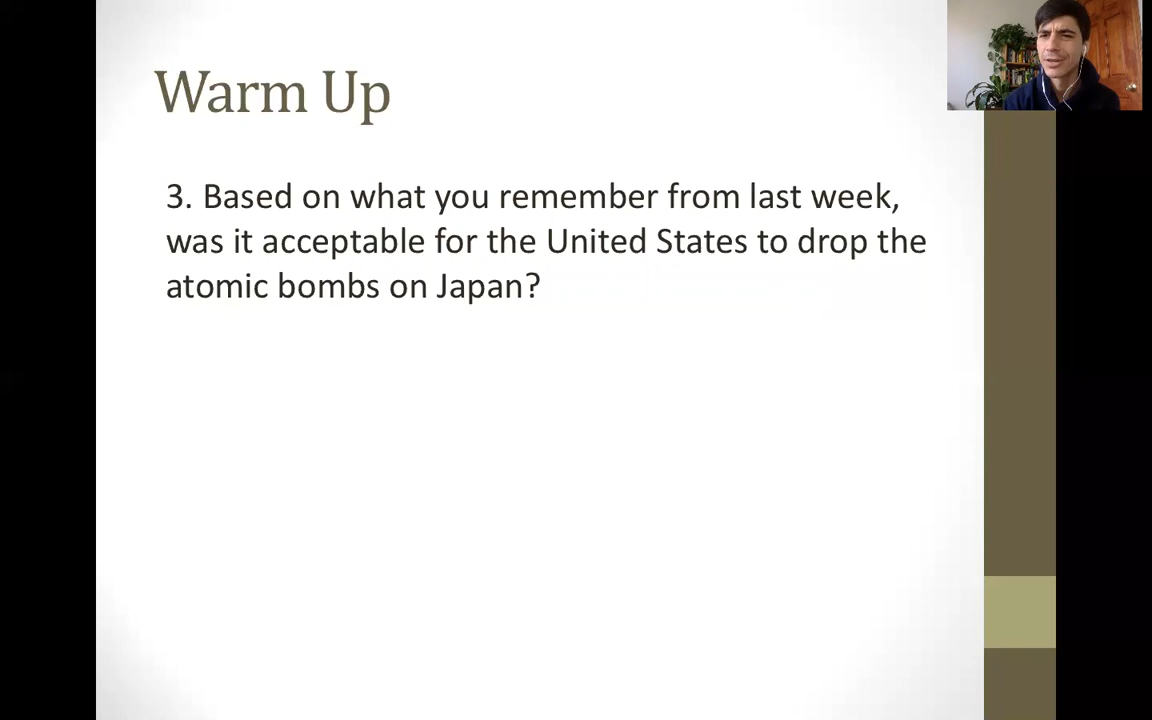 Warm Up
3. Based on what you remember from last week,
was it acceptable for the United States to drop the
atomic bombs on Japan?